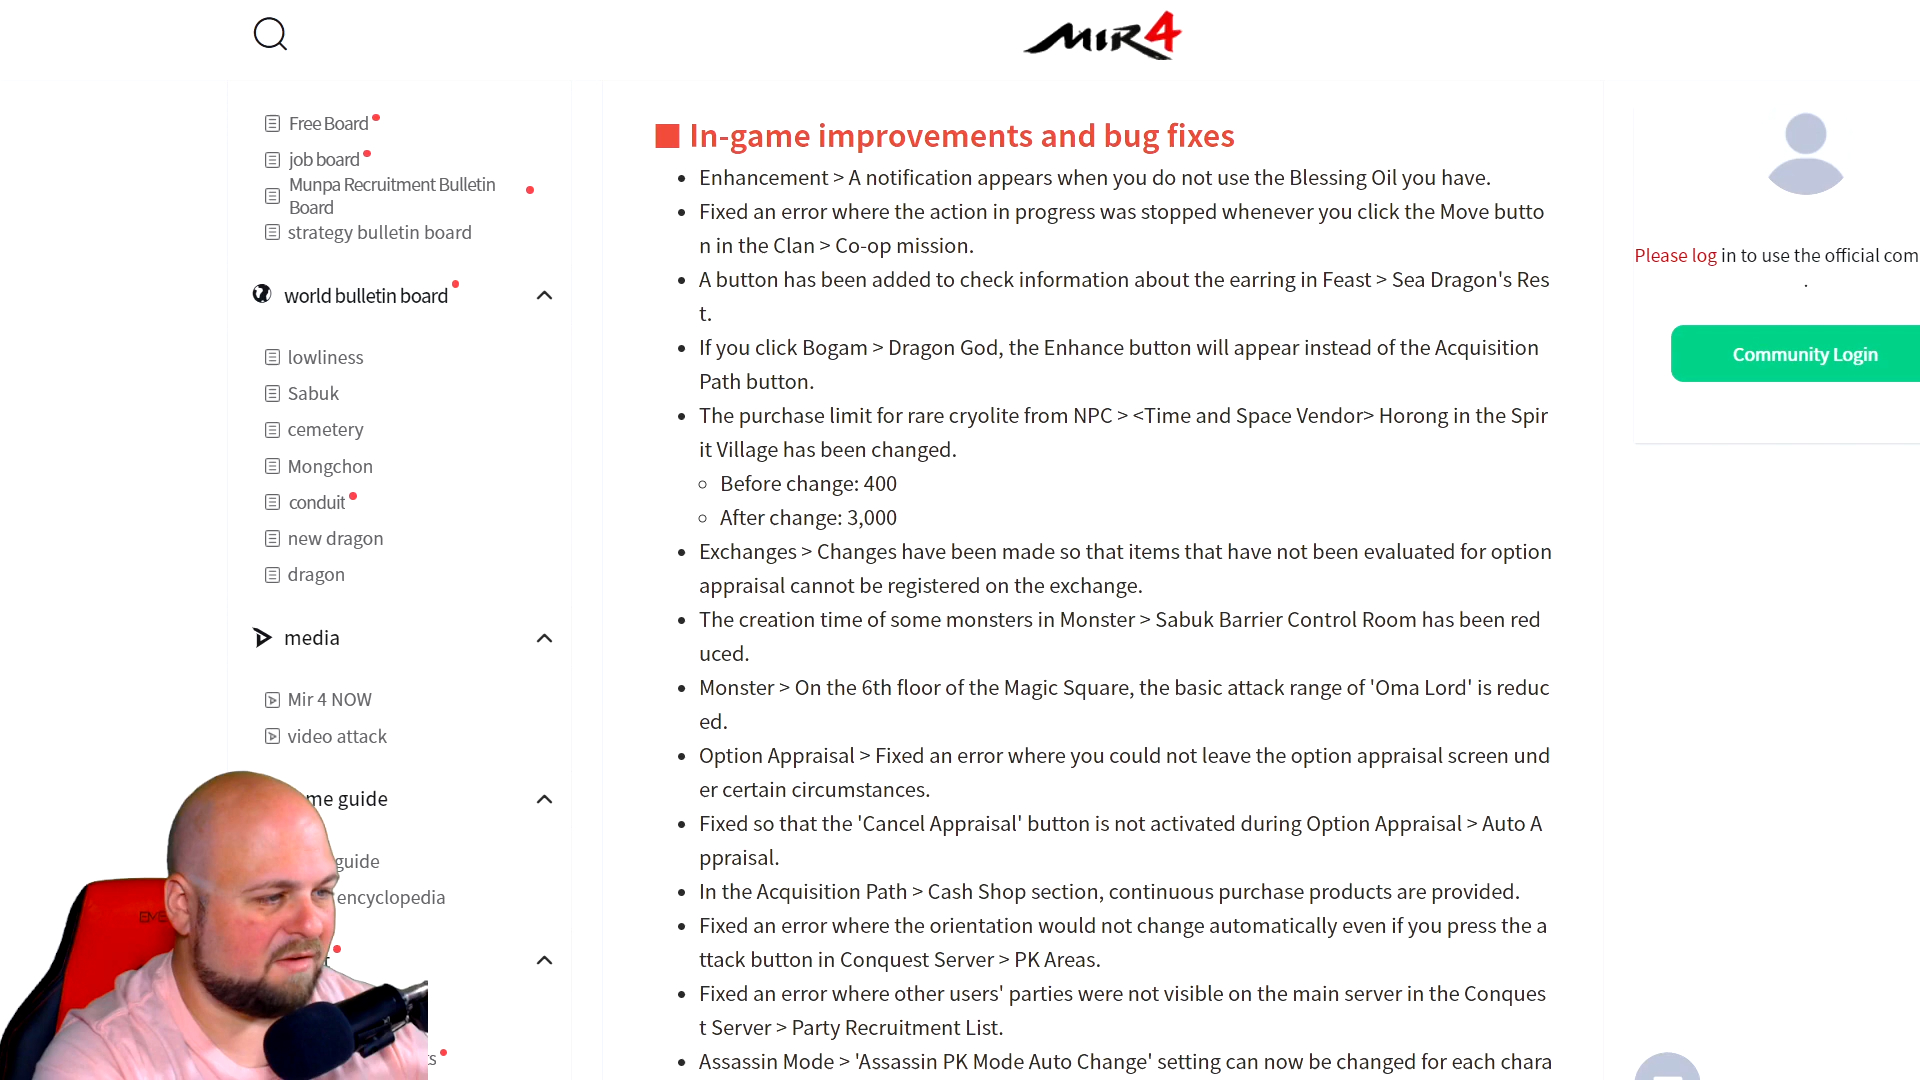 MIR4
Free Board
job board
Munpa Recruitment Bulletin
Board
strategy bulletin board
world bulletin board
lowliness
Sabuk
cemetery
Mongchon
conduit
new dragon
dragon
media
Mir 4 NOW
video attack
me guide
guide
encyclopedia
In-game improvements and bug fixes
Enhancement > A notification appears when you do not use the Blessing Oil you have.
Fixed an error where the action in progress was stopped whenever you click the Move butto
n in the Clan > Co-op mission.
A button has been added to check information about the earring in Feast > Sea Dragon's Res
t.
If you click Bogam > Dragon God, the Enhance button will appear instead of the Acquisition
Path button.
The purchase limit for rare cryolite from NPC > <Time and Space Vendor> Horong in the Spir
it Village has been changed.
Before change: 400
After change: 3,000
Exchanges > Changes have been made so that items that have not been evaluated for option
appraisal cannot be registered on the exchange.
The creation time of some monsters in Monster > Sabuk Barrier Control Room has been red
uced.
Monster > On the 6th floor of the Magic Square, the basic attack range of 'Oma Lord' is reduc
ed.
Option Appraisal > Fixed an error where you could not leave the option appraisal screen und
er certain circumstances.
Fixed so that the 'Cancel Appraisal' button is not activated during Option Appraisal > Auto A
ppraisal.
In the Acquisition Path > Cash Shop section, continuous purchase products are provided.
Fixed an error where the orientation would not change automatically even if you press the a
ttack button in Conquest Server > PK Areas.
Fixed an error where other users' parties were not visible on the main server in the Conques
t Server > Party Recruitment List.
Assassin Mode > 'Assassin PK Mode Auto Change' setting can now be changed for each chara
Please log in to use the official com
.
Community Login